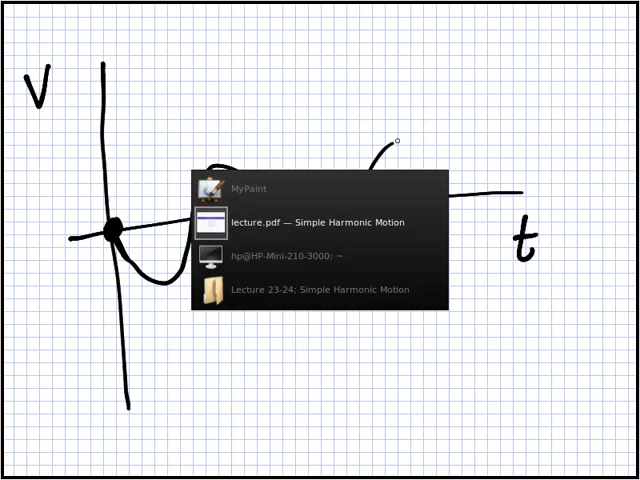 v
MyPaint
lecture.pdf — Simple Harmonic Motion
hp@HP-Mini-210-3000: ~
Lecture 23-24; Simple Harmonic Motion
t